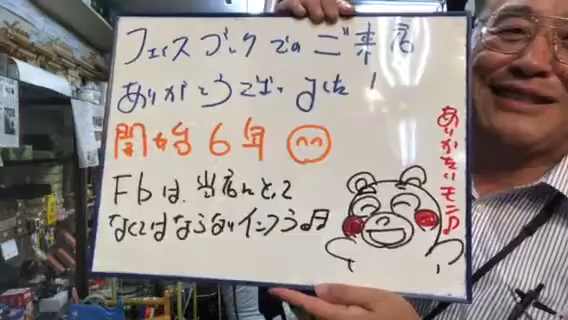 フェイスブックでのご来店
ありがとうございました！
開始6年
Fbは、当店にとって
なくてはならないインフラ♬
ありがたいモン♪